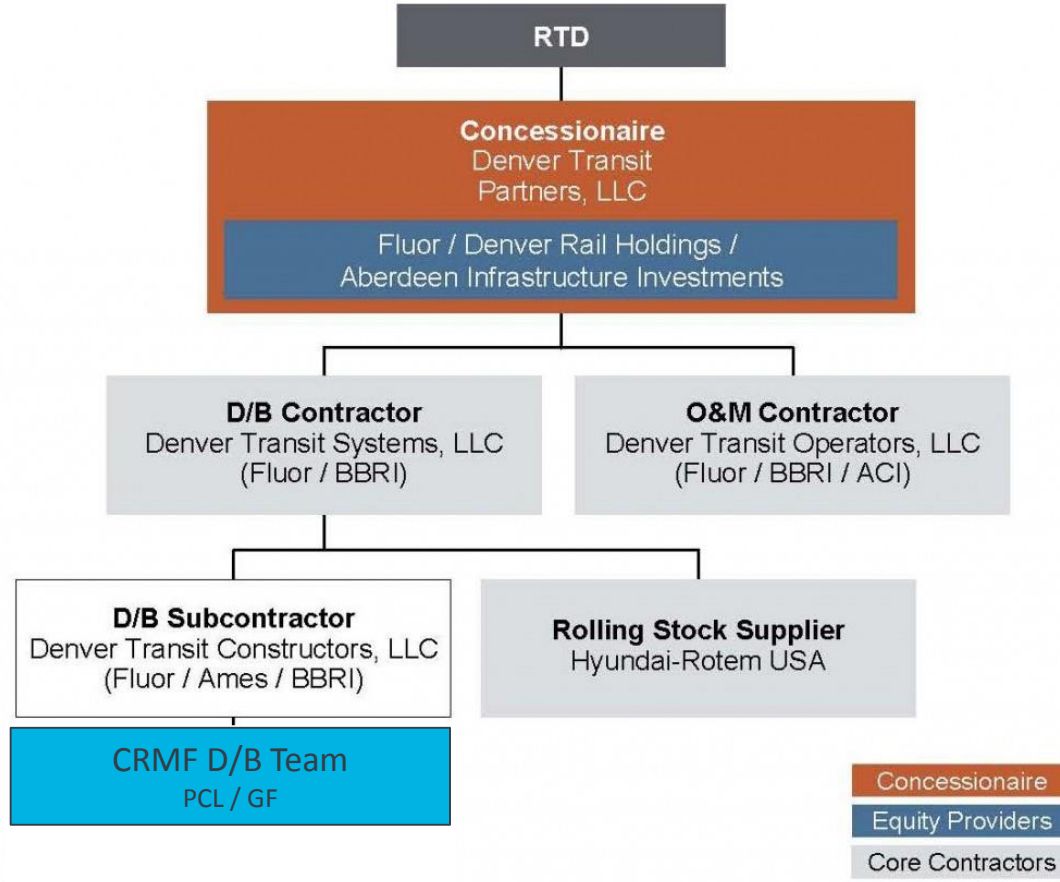 RTD
Concessionaire
Denver Transit
Partners, LLC
Fluor / Denver Rail Holdings /
Aberdeen Infrastructure Investments
D/B Contractor
Denver Transit Systems, LLC
(Fluor / BBRI)
O&M Contractor
Denver Transit Operators, LLC
(Fluor / BBRI / ACI)
D/B Subcontractor
Denver Transit Constructors, LLC
(Fluor / Ames / BBRI)
Rolling Stock Supplier
Hyundai-Rotem USA
CRMF D/B Team
PCL / GF
Concessionaire
Equity Providers
Core Contractors